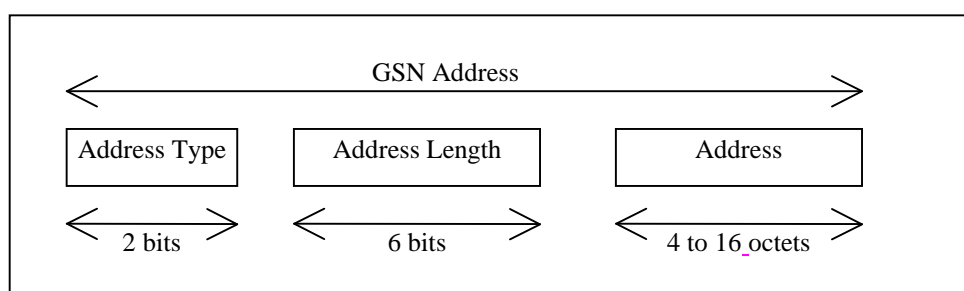 GSN Address
Address Type Address Length Address
2 bits 6 bits 4 to 16 octets